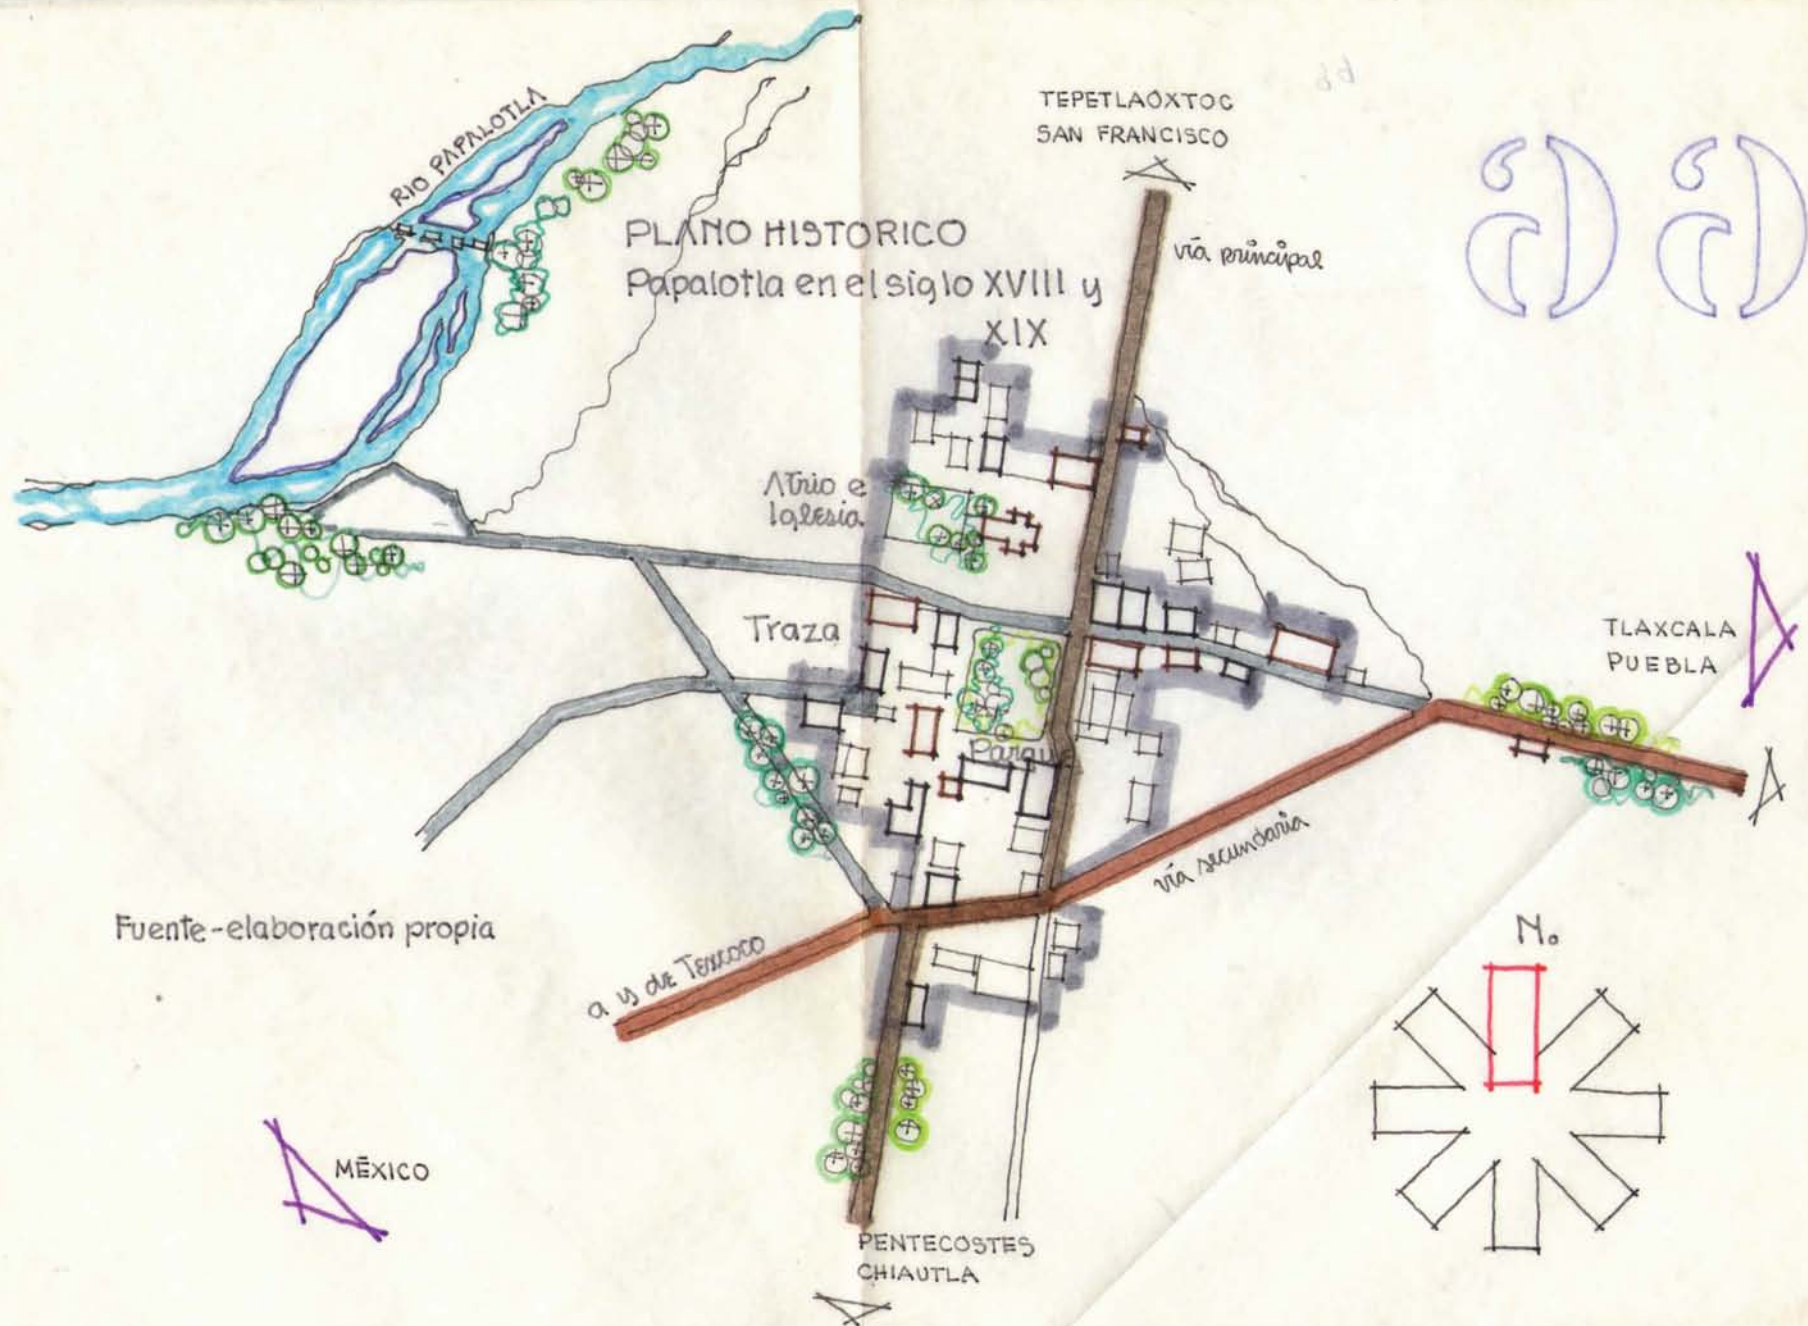 RIO PAPALOTLA
TEPETLAOXTOC
SAN FRANCISCO
PLANO HISTORICO
Papalotla en el siglo XVIII y
XIX
vía principal
Atrio e
Iglesia
Traza
TLAXCALA
PUEBLA
Parque
vía secundaria
Fuente-elaboración propia
a y de Texcoco
N.
MÉXICO
PENTECOSTES
CHIAUTLA